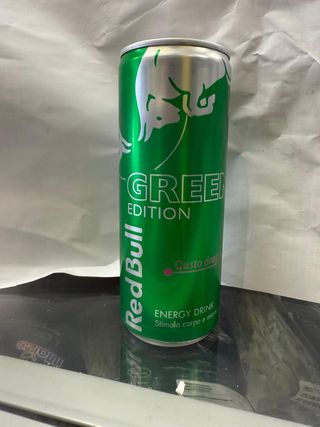 GREEN
EDITION
Red Bull
Gusto
ENERGY DRINK
Stimola corpo e